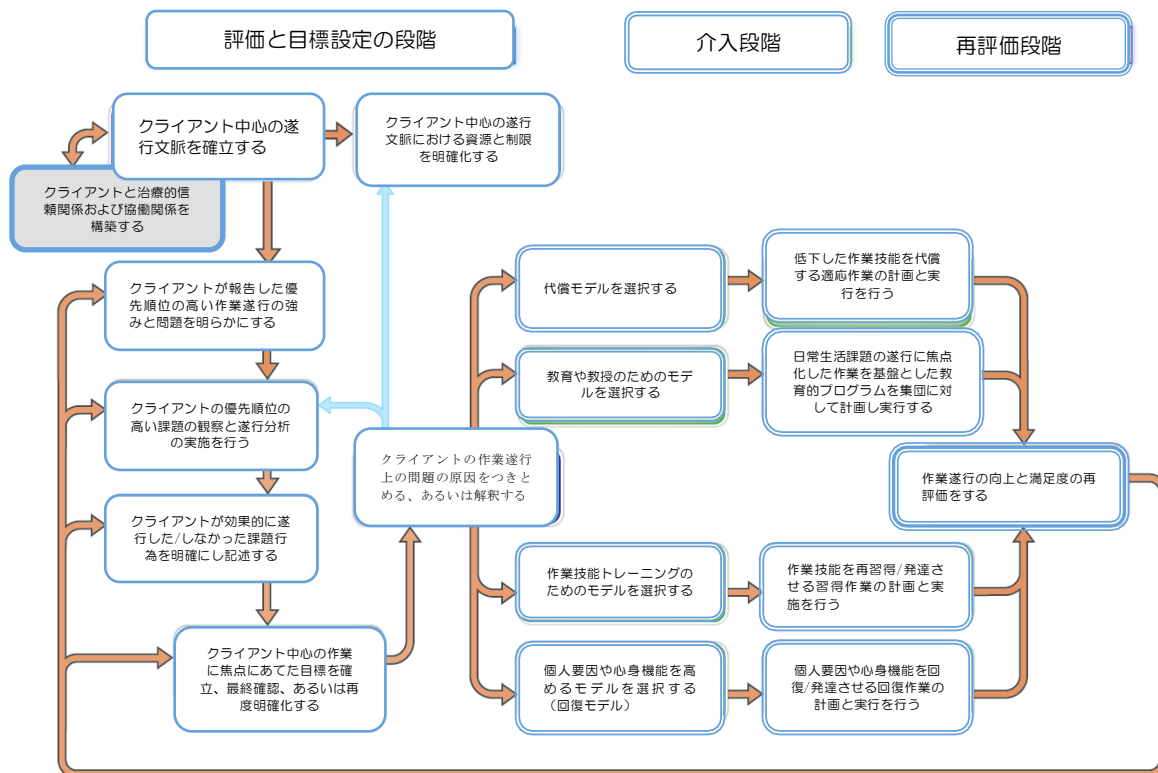 評価と目標設定の段階
介入段階
再評価段階
クライアント中心の遂
行文脈を確立する
クライアント中心の遂行
文脈における資源と制限
を明確化する
クライアントと治療的信
頼関係および協働関係を
構築する
クライアントが報告した優
先順位の高い作業遂行の強
みと問題を明らかにする
クライアントの優先順位の
高い課題の観察と遂行分析
の実施を行う
クライアントが効果的に遂
行した/しなかった課題行
為を明確にし記述する
クライアント中心の作業
に焦点にあてた目標を確
立、最終確認、あるいは再
度明確化する
クライアントの作業遂行
上の問題の原因をつきと
める、あるいは解釈する
代償モデルを選択する
低下した作業技能を代償
する適応作業の計画と実
行を行う
教育や教授のためのモデ
ルを選択する
日常生活課題の遂行に焦点
化した作業を基盤とした教
育的プログラムを集団に対
して計画し実行する
作業技能トレーニングの
ためのモデルを選択する
作業技能を再習得/発達さ
せる習得作業の計画と実
施を行う
個人要因や心身機能を高
めるモデルを選択する
（回復モデル）
個人要因や心身機能を回
復/発達させる回復作業の
計画と実行を行う
作業遂行の向上と満足度の再
評価をする